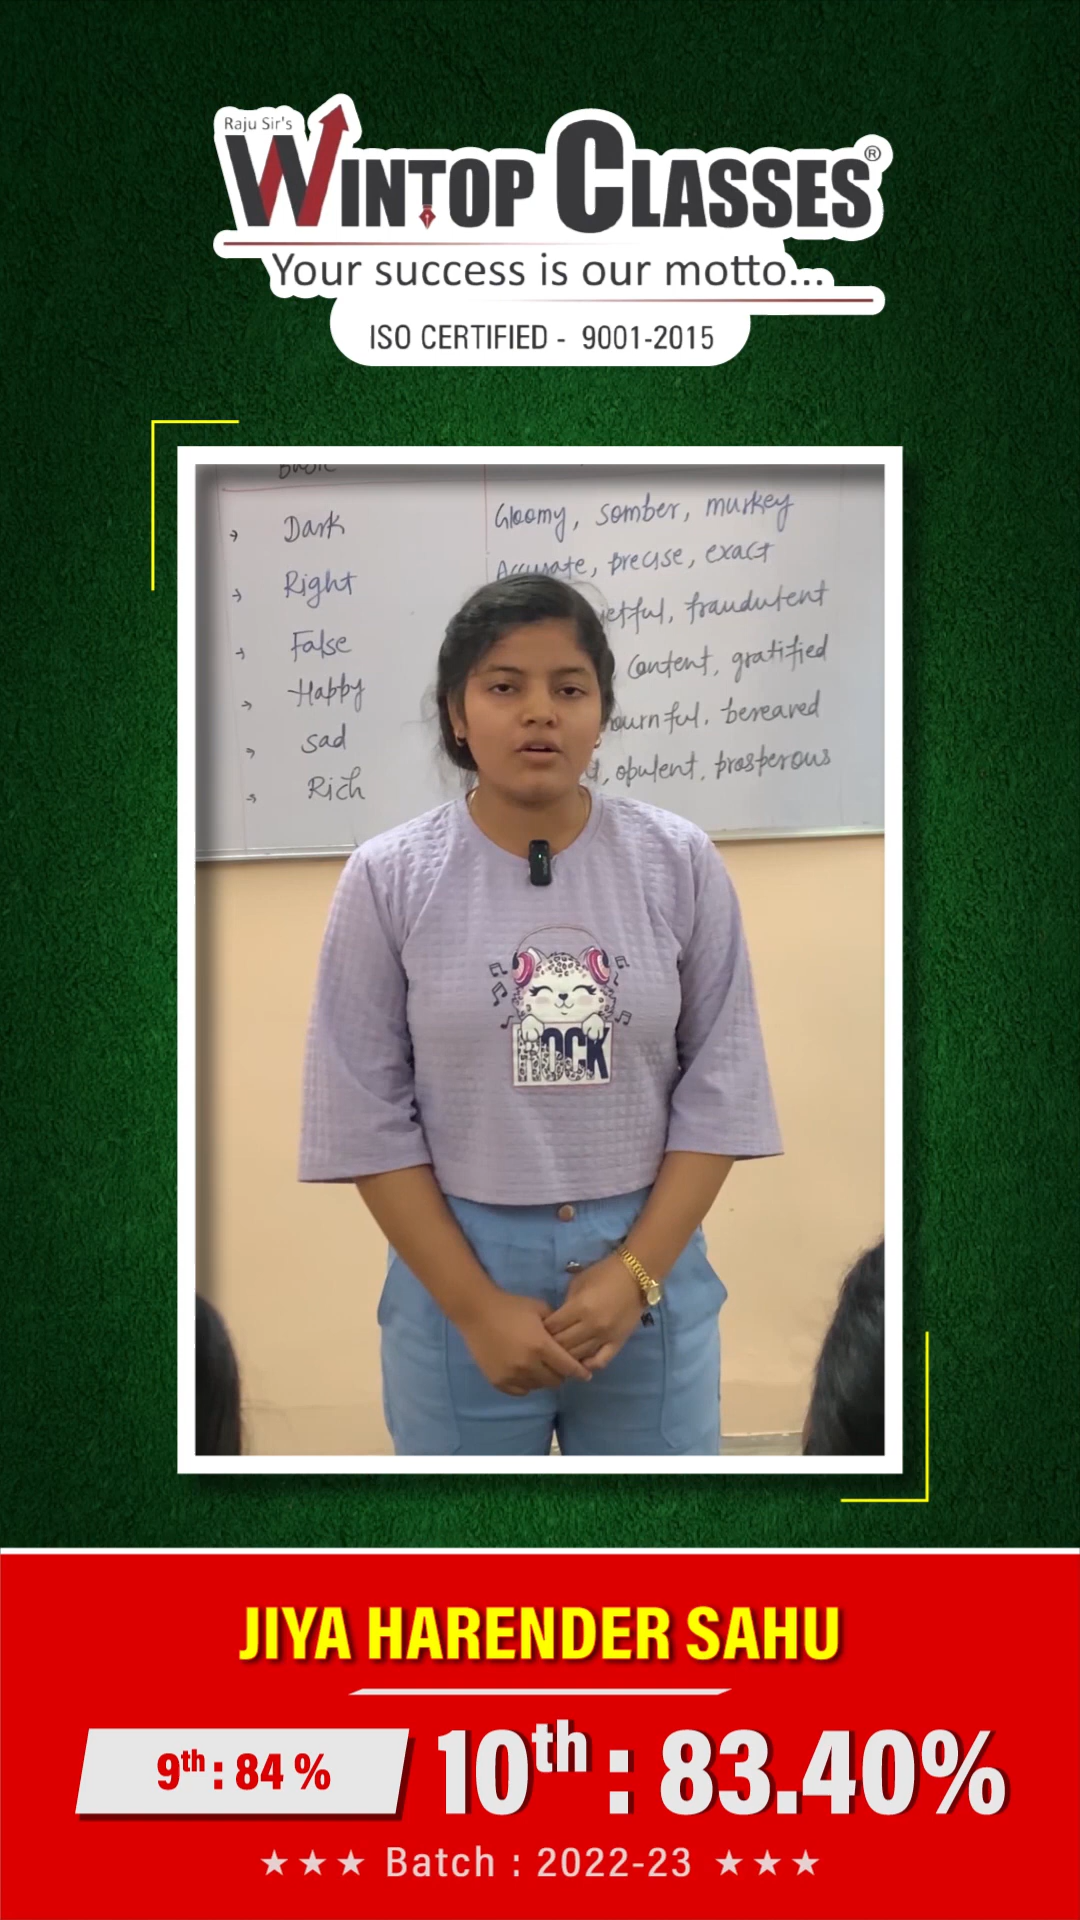 Raju Sir's
WINTOP CLASSES®
Your success is our motto...
ISO CERTIFIED - 9001-2015
→ Dark Gloomy, somber, murkey
→ Right Accurate, precise, exact
→ False fraudutent
→ Happy , Content, gratified
→ sad bereaved
→ Rich , opulent, prosperous
ROCK
JIYA HARENDER SAHU
9th : 84 % 10th : 83.40%
★ ★ ★ Batch : 2022-23 ★ ★ ★